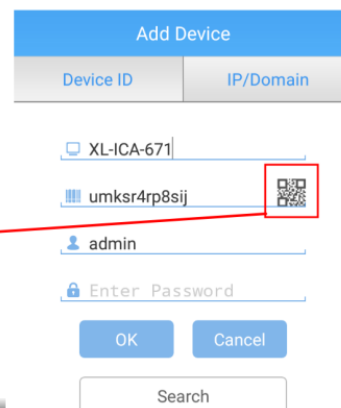 Add Device
Device ID IP/Domain
XL-ICA-671
umksr4rp8sij
admin
Enter Password
OK Cancel
Search